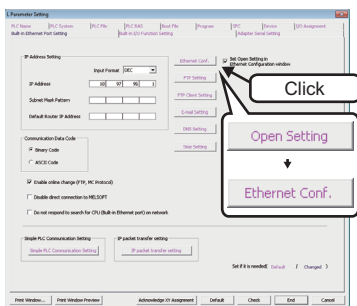 L Parameter Setting
PLC Name PLC System PLC File PLC RAS Boot File Program SFC Device I/O Assignment
Built-in Ethernet Port Setting Built-in I/O Function Setting Adapter Serial Setting
IP Address Setting
Input Format DEC
IP Address 10 97 95 1
Subnet Mask Pattern
Default Router IP Address
Ethernet Conf.
Set Open Setting in
Ethernet Configuration window
FTP Setting
FTP Client Setting
E-mail Setting
DNS Setting
Time Setting
Click
Open Setting
Ethernet Conf.
Communication Data Code
Binary Code
ASCII Code
Enable online change (FTP, MC Protocol)
Disable direct connection to MELSOFT
Do not respond to search for CPU (Built-in Ethernet port) on network
Simple PLC Communication Setting
Simple PLC Communication Setting
IP packet transfer setting
IP packet transfer setting
Set if it is needed( Default / Changed )
Print Window... Print Window Preview Acknowledge XY Assignment Default Check End Cancel